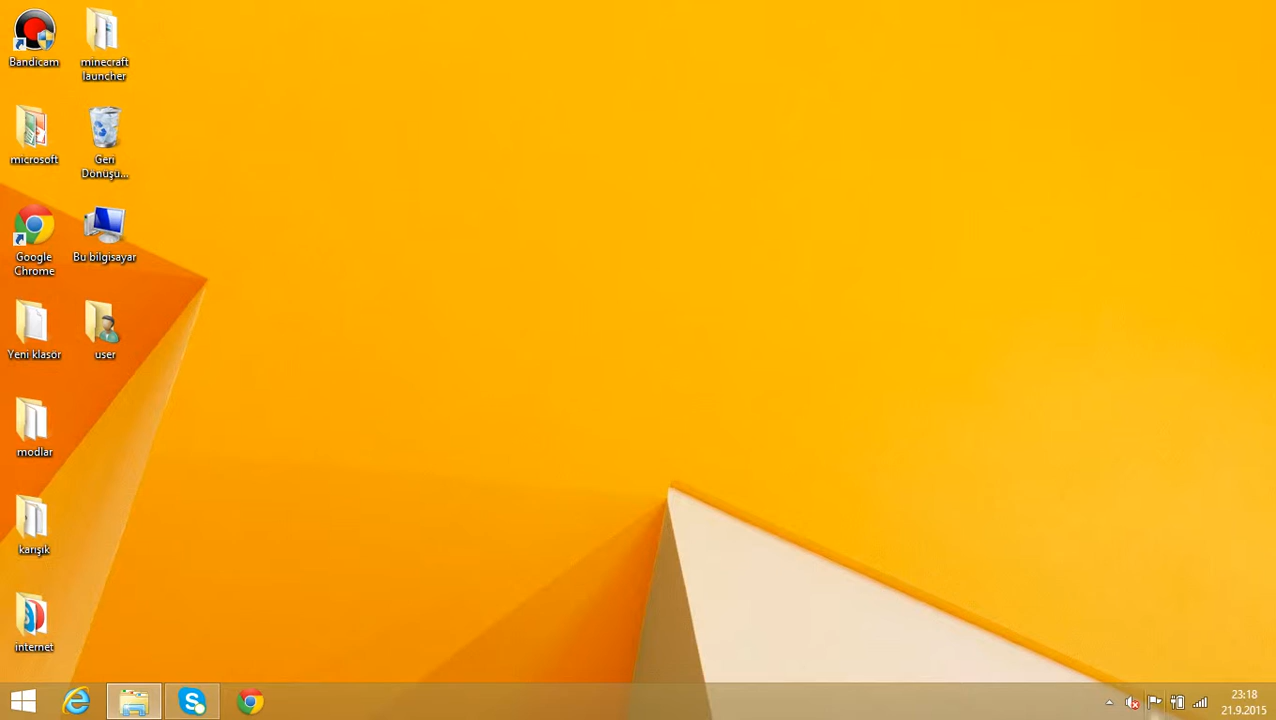 Bandicam
minecraft
launcher
microsoft
Geri
Dönüşü...
Google
Chrome
Bu bilgisayar
Yeni klasör
user
modlar
karışık
internet
23:18
21.9.2015